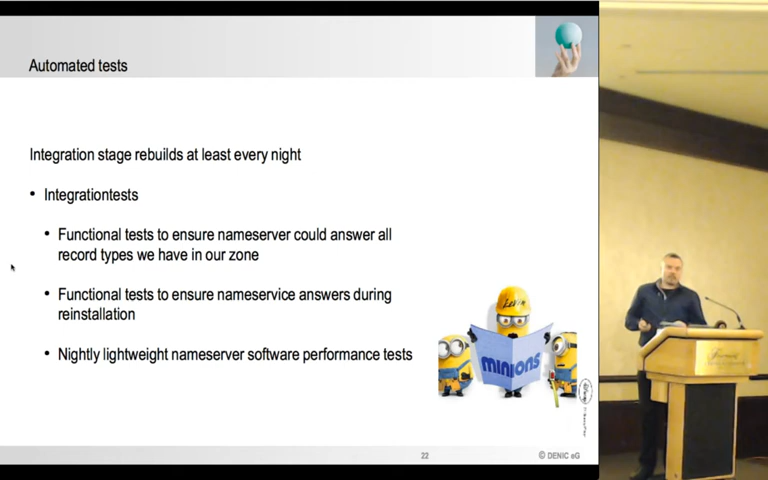 Automated tests
Integration stage rebuilds at least every night
• Integrationtests
• Functional tests to ensure nameserver could answer all
record types we have in our zone
• Functional tests to ensure nameservice answers during
reinstallation
• Nightly lightweight nameserver software performance tests
Levin
minions
22
© DENIC eG
Fairmont